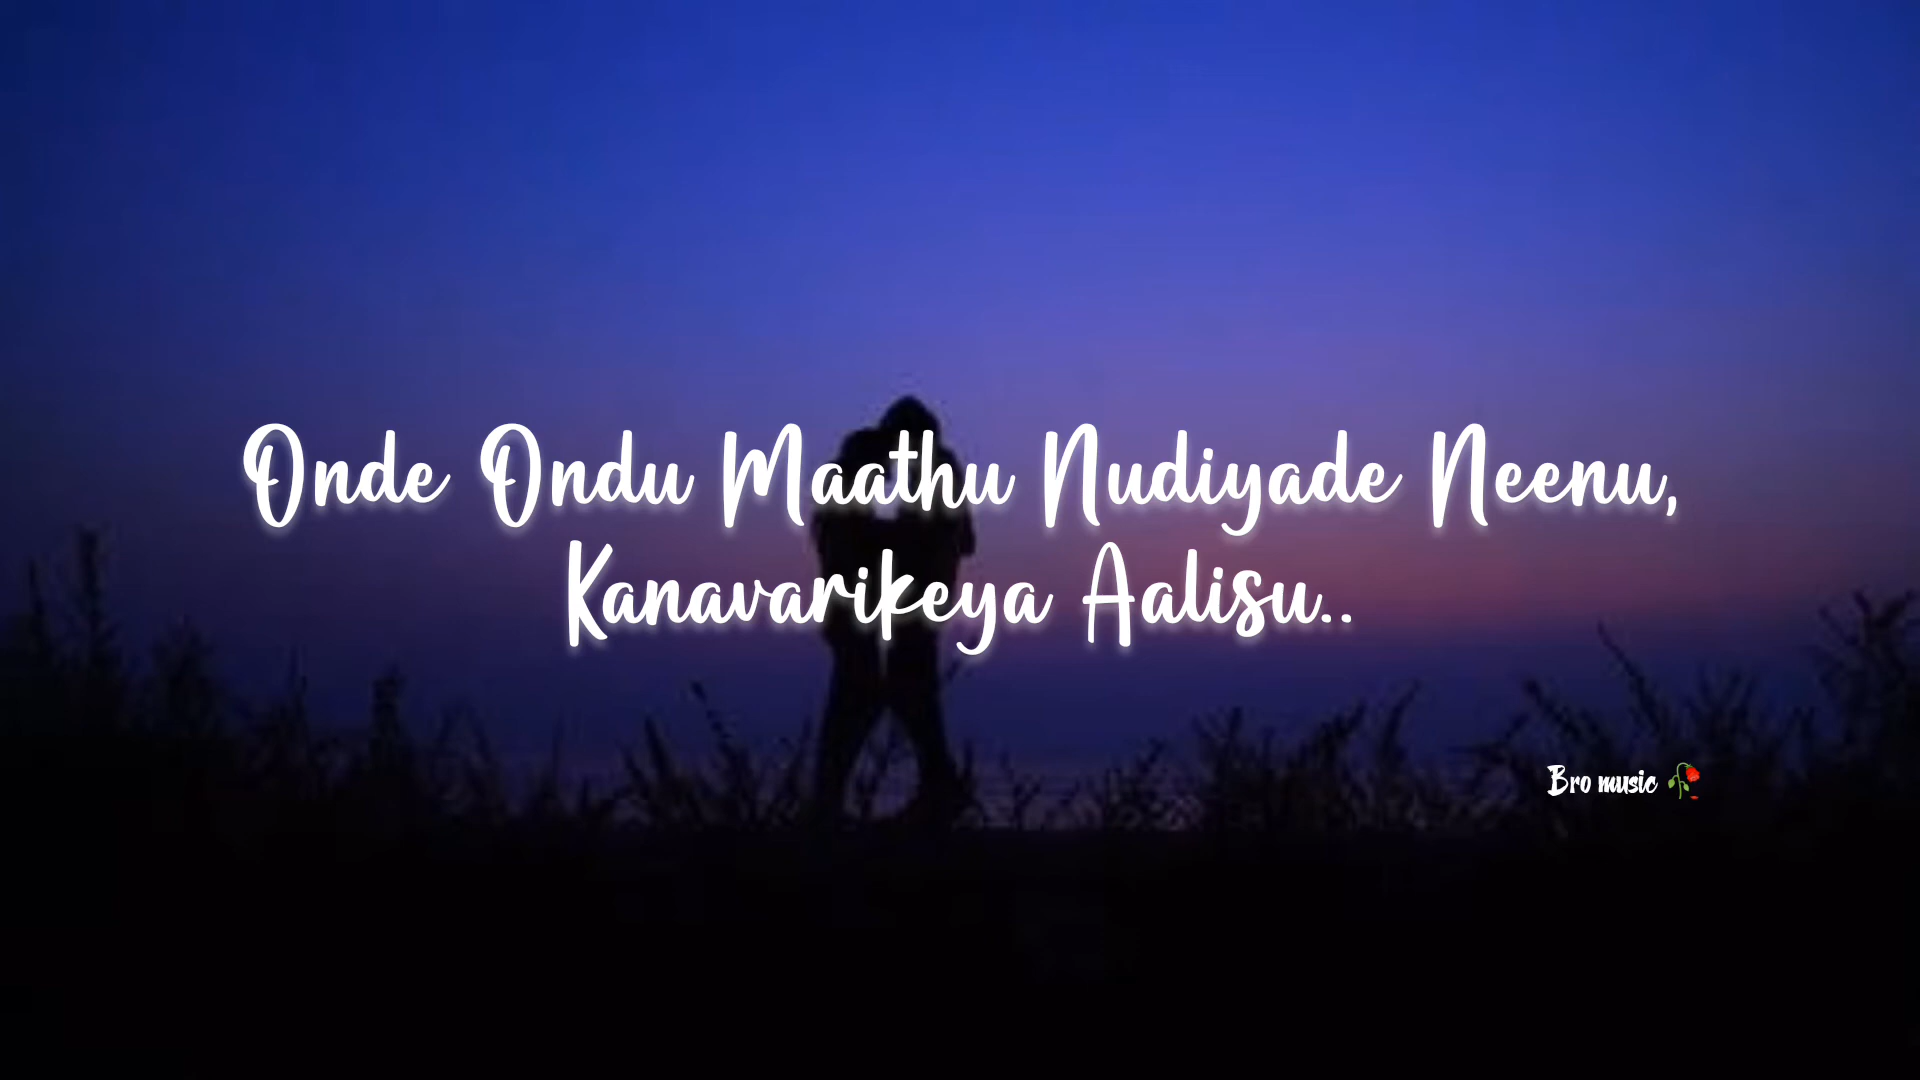 Onde Ondu Maathu Nudiyade Neenu,
Kanavarikeya Aalisu..
Bro music 🥀